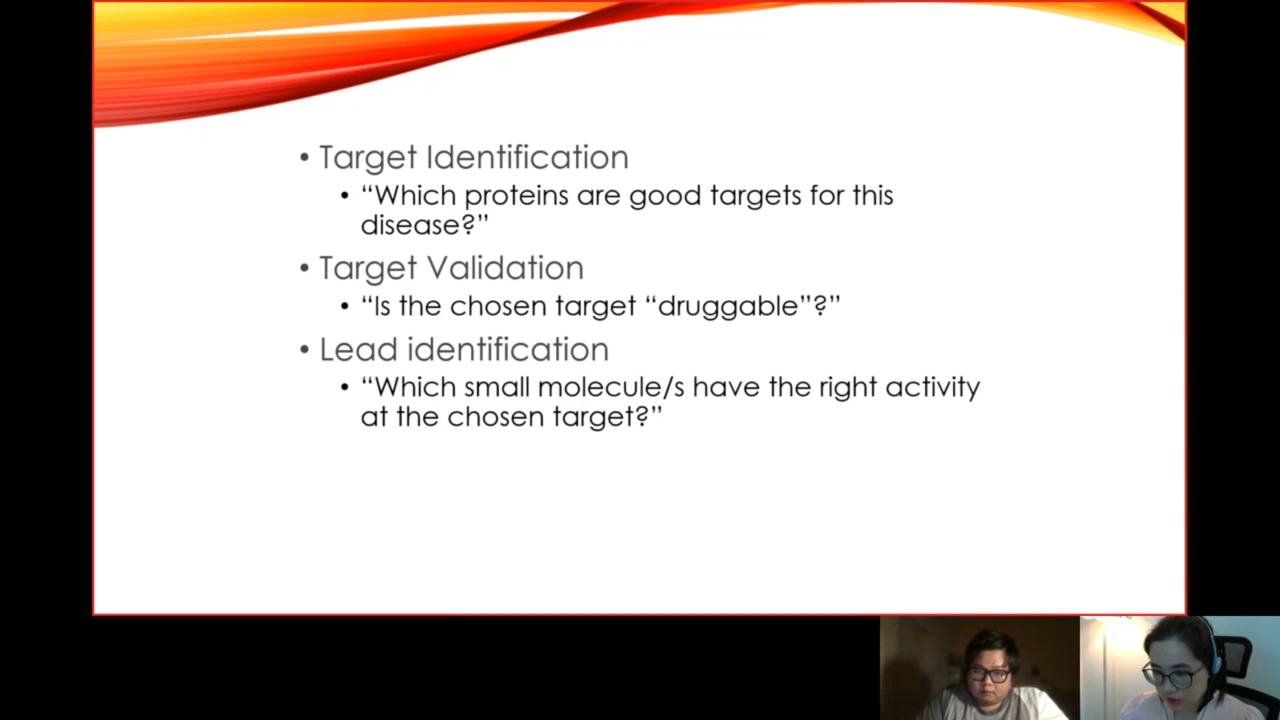 • Target Identification
• “Which proteins are good targets for this
disease?”
• Target Validation
• “Is the chosen target “druggable”?”
• Lead identification
• “Which small molecule/s have the right activity
at the chosen target?”